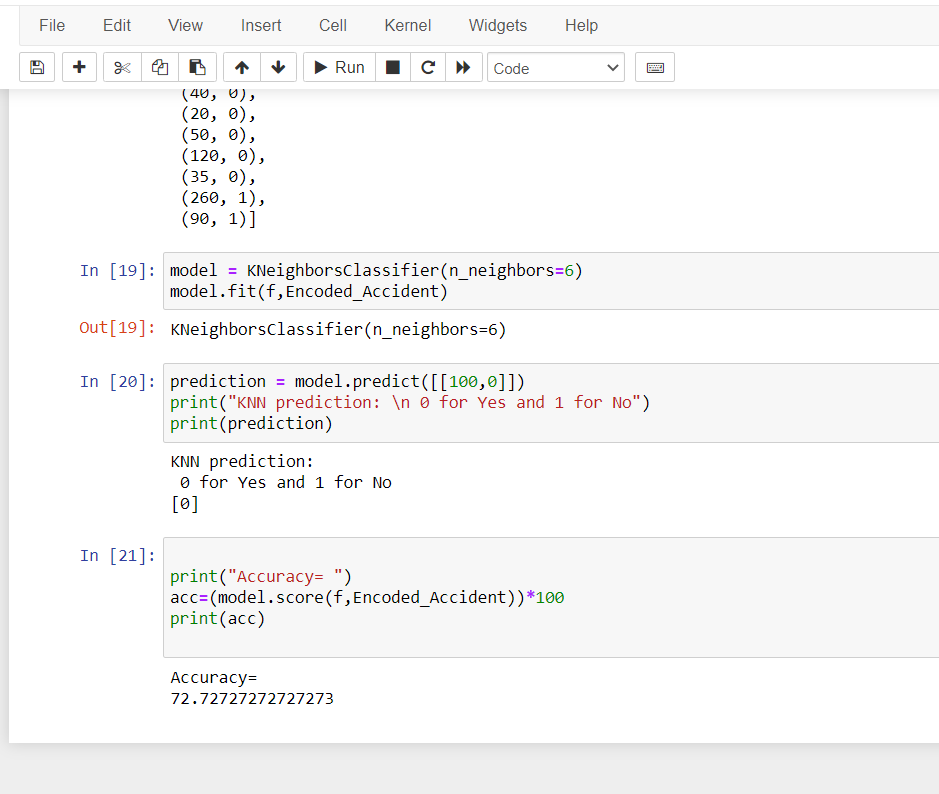 File Edit View Insert Cell Kernel Widgets Help
Run Code
(40, 0),
(20, 0),
(50, 0),
(120, 0),
(35, 0),
(260, 1),
(90, 1)]
In [19]: model = KNeighborsClassifier(n_neighbors=6)
model.fit(f,Encoded_Accident)
Out[19]: KNeighborsClassifier(n_neighbors=6)
In [20]: prediction = model.predict([[100,0]])
print("KNN prediction: \n 0 for Yes and 1 for No")
print(prediction)
KNN prediction:
0 for Yes and 1 for No
[0]
In [21]:
print("Accuracy= ")
acc=(model.score(f,Encoded_Accident))*100
print(acc)
Accuracy=
72.72727272727273